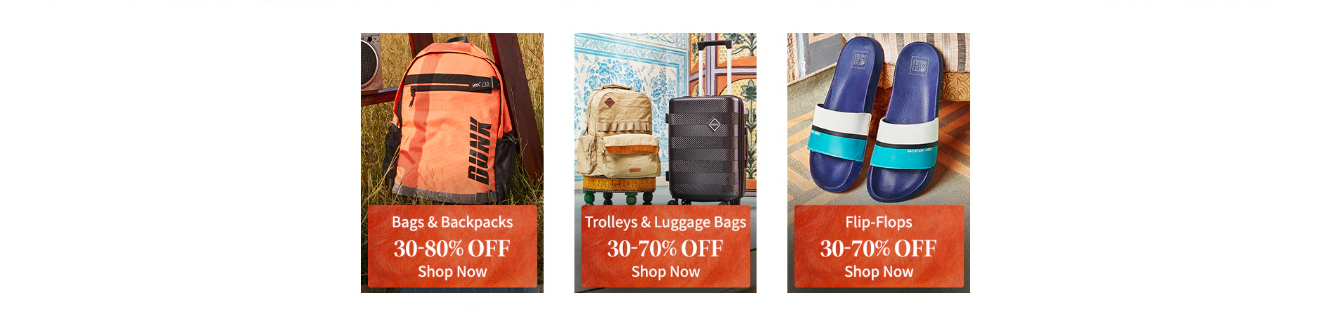 DUNK
Bags & Backpacks
30-80% OFF
Shop Now
Trolleys & Luggage Bags
30-70% OFF
Shop Now
Flip-Flops
30-70% OFF
Shop Now